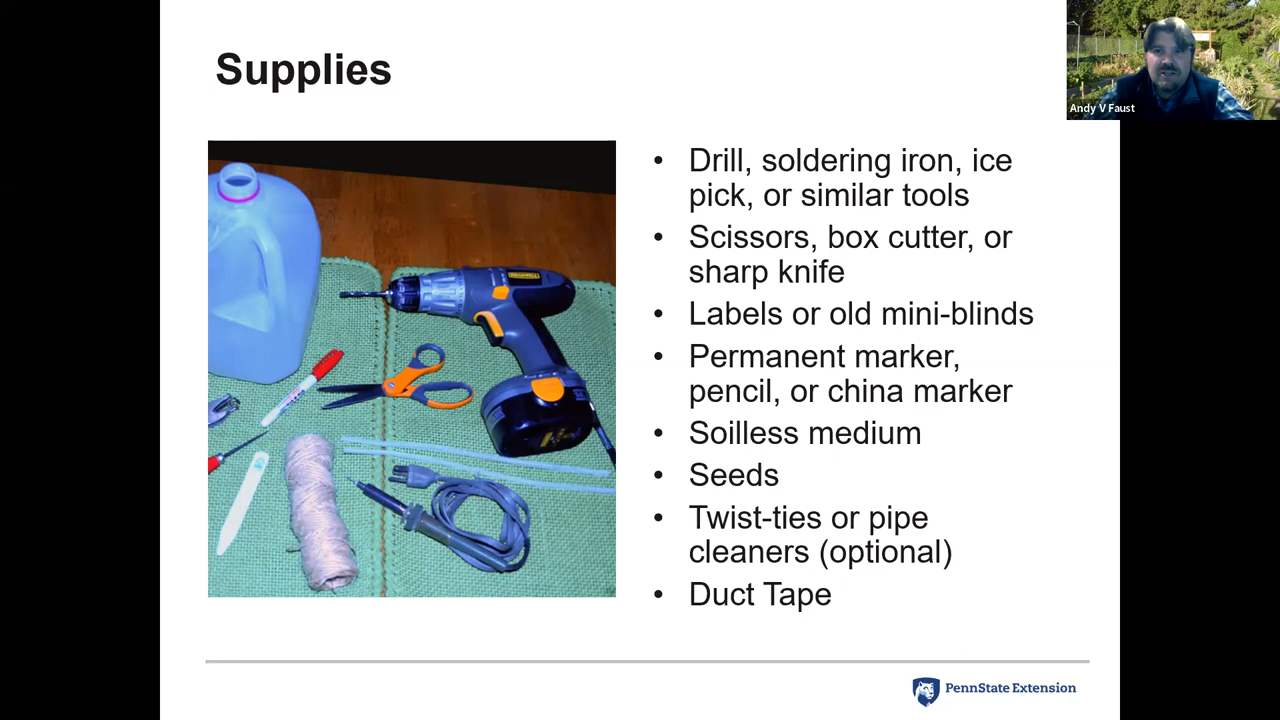 Supplies
Andy V Faust
• Drill, soldering iron, ice
pick, or similar tools
• Scissors, box cutter, or
sharp knife
• Labels or old mini-blinds
• Permanent marker,
pencil, or china marker
• Soilless medium
• Seeds
• Twist-ties or pipe
cleaners (optional)
• Duct Tape
PennState Extension